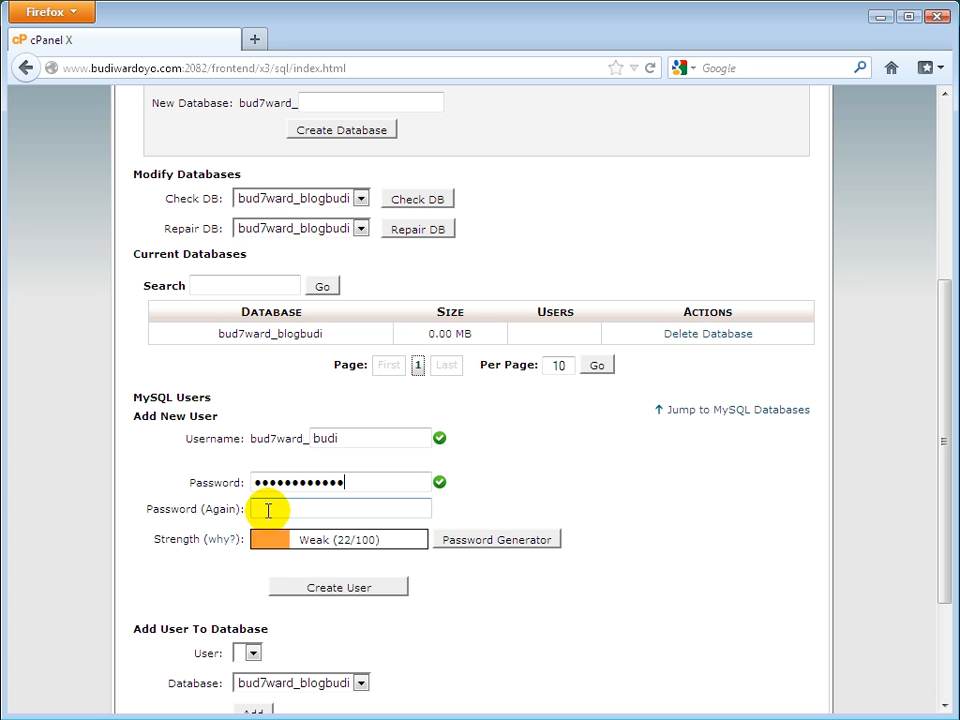 Firefox
cPanel X
www.budiwardoyo.com:2082/frontend/x3/sql/index.html
Google
New Database: bud7ward_
Create Database
Modify Databases
Check DB: bud7ward_blogbudi Check DB
Repair DB: bud7ward_blogbudi Repair DB
Current Databases
Search Go
DATABASE SIZE USERS ACTIONS
bud7ward_blogbudi 0.00 MB Delete Database
Page: First 1 Last Per Page: 10 Go
MySQL Users
Add New User
Jump to MySQL Databases
Username: bud7ward_ budi
Password: ●●●●●●●●●●●●
Password (Again):
Strength (why?): Weak (22/100) Password Generator
Create User
Add User To Database
User:
Database: bud7ward_blogbudi
Add